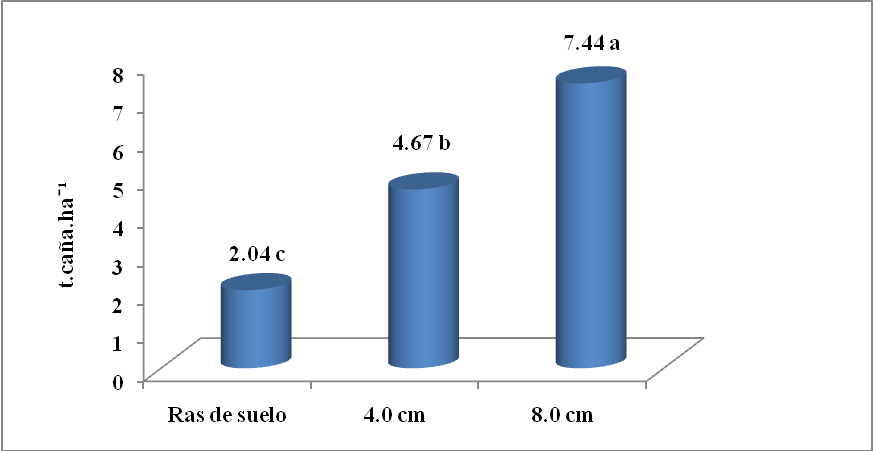 7.44 a
4.67 b
2.04 c
8
7
6
5
4
3
2
1
0
t.caña.ha⁻¹
Ras de suelo
4.0 cm
8.0 cm